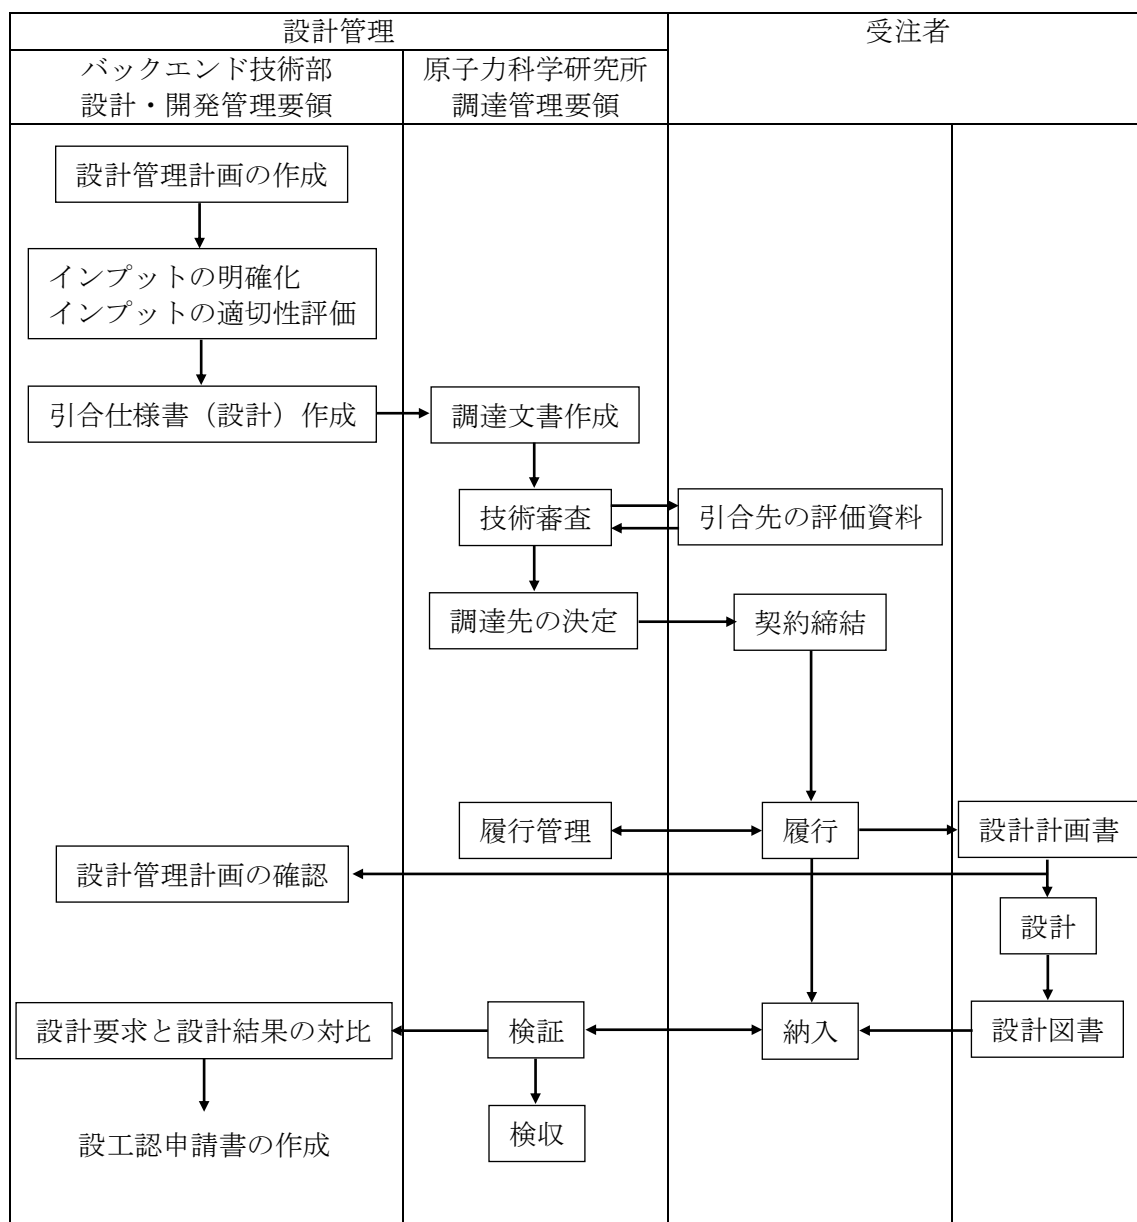 設計管理
受注者
バックエンド技術部
設計・開発管理要領
原子力科学研究所
調達管理要領
設計管理計画の作成
インプットの明確化
インプットの適切性評価
引合仕様書（設計）作成
調達文書作成
技術審査
引合先の評価資料
調達先の決定
契約締結
履行管理
履行
設計計画書
設計管理計画の確認
設計
設計要求と設計結果の対比
検証
納入
設計図書
設工認申請書の作成
検収